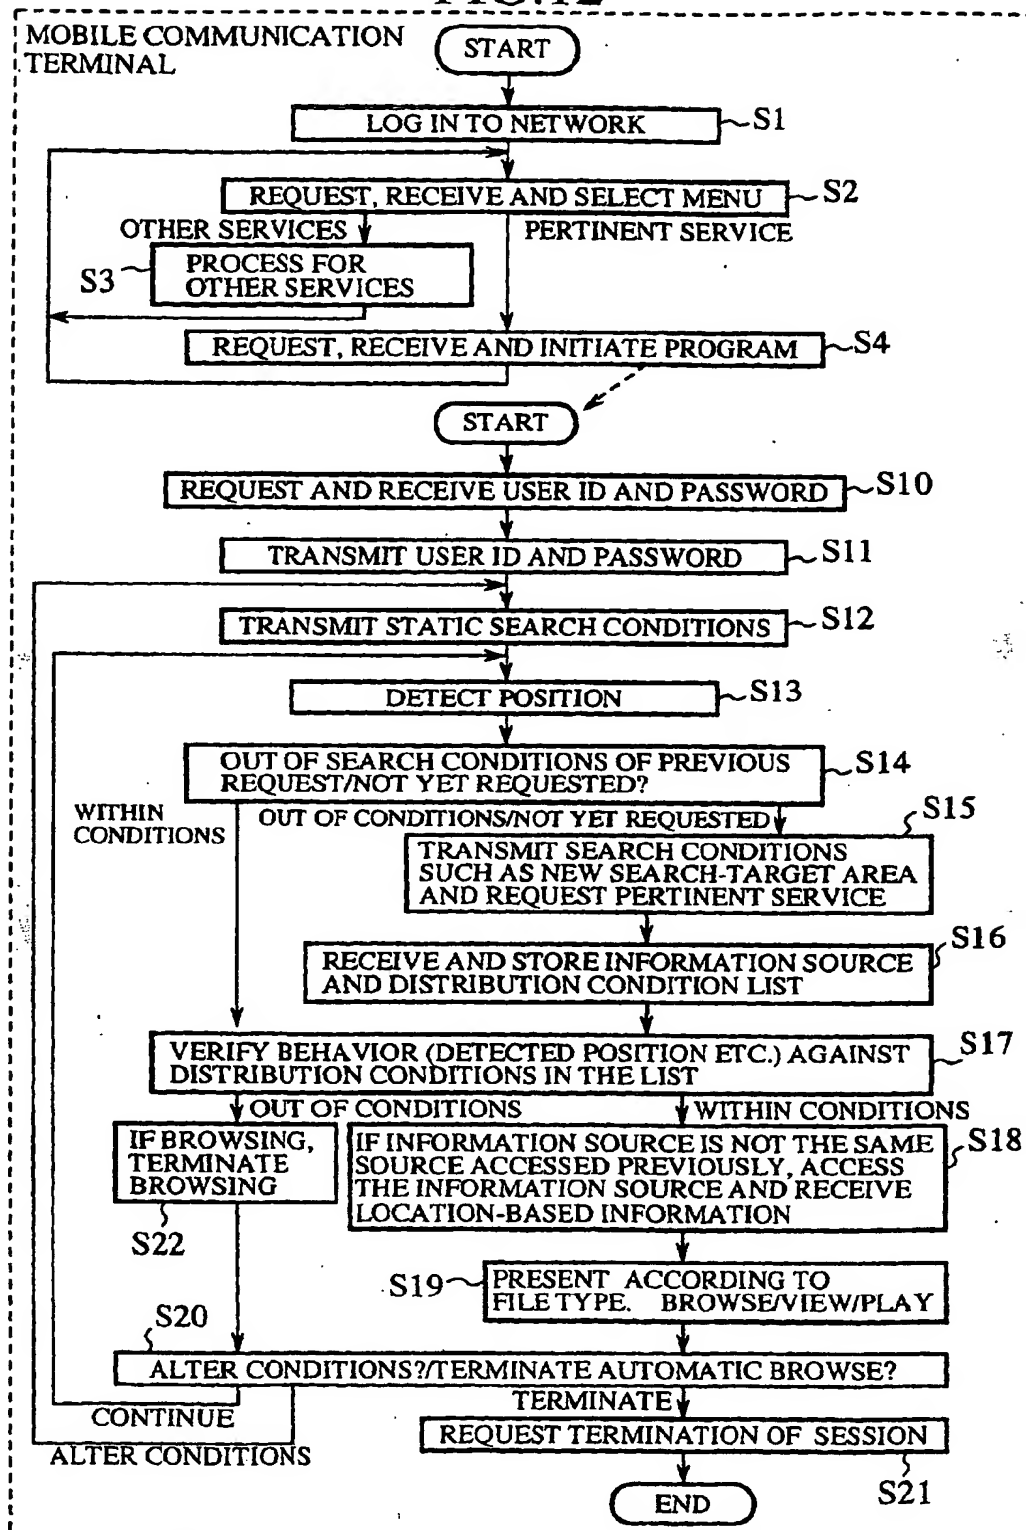 FIG.12
MOBILE COMMUNICATION
TERMINAL
START
LOG IN TO NETWORK
S1
REQUEST, RECEIVE AND SELECT MENU
S2
OTHER SERVICES
PERTINENT SERVICE
S3
PROCESS FOR
OTHER SERVICES
REQUEST, RECEIVE AND INITIATE PROGRAM
S4
START
REQUEST AND RECEIVE USER ID AND PASSWORD
S10
TRANSMIT USER ID AND PASSWORD
S11
TRANSMIT STATIC SEARCH CONDITIONS
S12
DETECT POSITION
S13
OUT OF SEARCH CONDITIONS OF PREVIOUS
REQUEST/NOT YET REQUESTED?
S14
WITHIN
CONDITIONS
OUT OF CONDITIONS/NOT YET REQUESTED
S15
TRANSMIT SEARCH CONDITIONS
SUCH AS NEW SEARCH-TARGET AREA
AND REQUEST PERTINENT SERVICE
S16
RECEIVE AND STORE INFORMATION SOURCE
AND DISTRIBUTION CONDITION LIST
S17
VERIFY BEHAVIOR (DETECTED POSITION ETC.) AGAINST
DISTRIBUTION CONDITIONS IN THE LIST
OUT OF CONDITIONS
WITHIN CONDITIONS
IF BROWSING,
TERMINATE
BROWSING
S22
IF INFORMATION SOURCE IS NOT THE SAME
SOURCE ACCESSED PREVIOUSLY, ACCESS
THE INFORMATION SOURCE AND RECEIVE
LOCATION-BASED INFORMATION
S18
S19
PRESENT ACCORDING TO
FILE TYPE. BROWSE/VIEW/PLAY
S20
ALTER CONDITIONS?/TERMINATE AUTOMATIC BROWSE?
CONTINUE
TERMINATE
ALTER CONDITIONS
REQUEST TERMINATION OF SESSION
S21
END